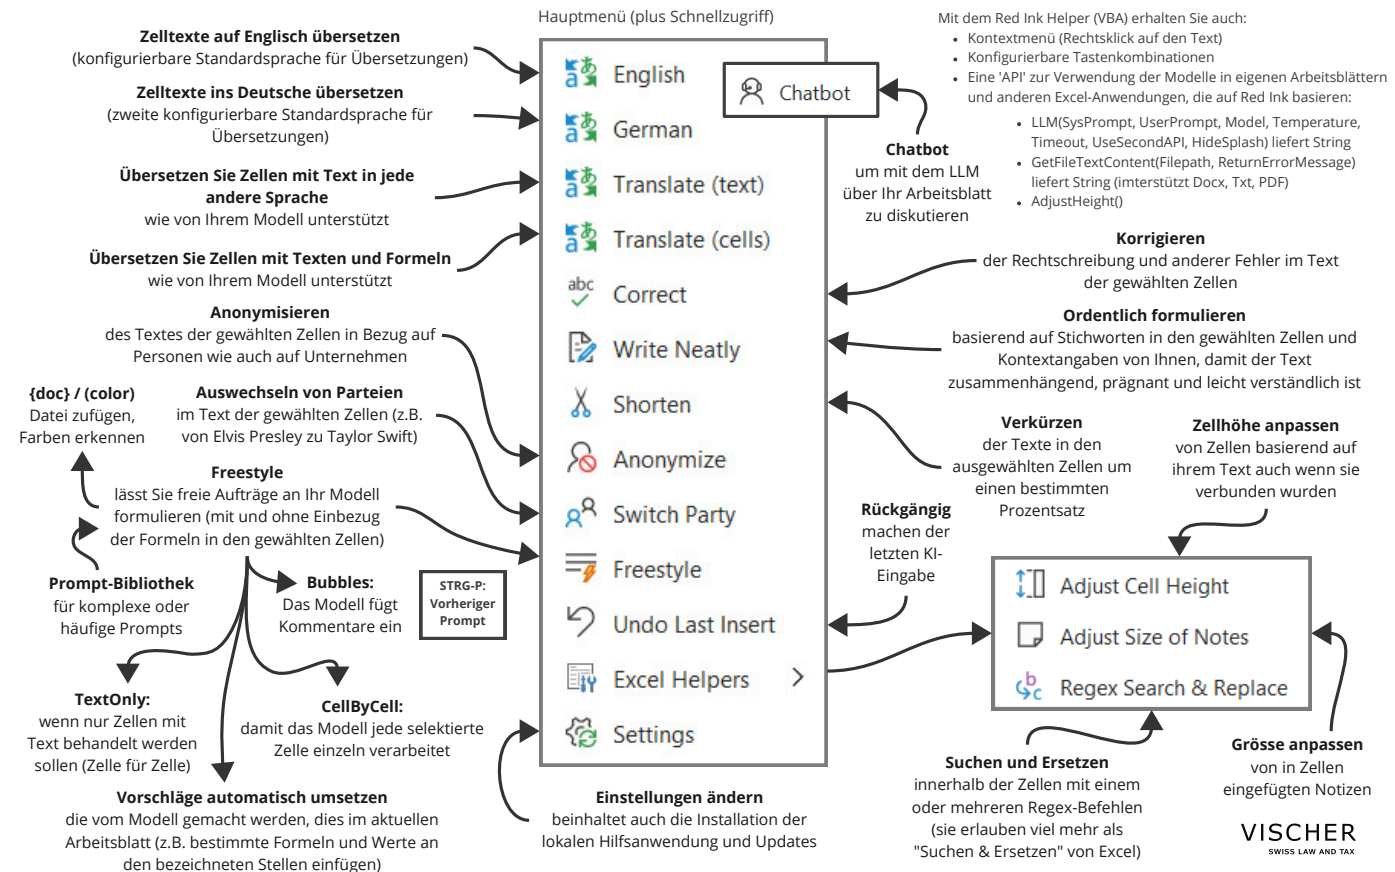 Hauptmenü (plus Schnellzugriff)
Zelltexte auf Englisch übersetzen
(konfigurierbare Standardsprache für Übersetzungen)
Zelltexte ins Deutsche übersetzen
(zweite konfigurierbare Standardsprache für
Übersetzungen)
Übersetzen Sie Zellen mit Text in jede
andere Sprache
wie von Ihrem Modell unterstützt
Übersetzen Sie Zellen mit Texten und Formeln
wie von Ihrem Modell unterstützt
Anonymisieren
des Textes der gewählten Zellen in Bezug auf
Personen wie auch auf Unternehmen
{doc} / (color)
Datei zufügen,
Farben erkennen
Auswechseln von Parteien
im Text der gewählten Zellen (z.B.
von Elvis Presley zu Taylor Swift)
Freestyle
lässt Sie freie Aufträge an Ihr Modell
formulieren (mit und ohne Einbezug
der Formeln in den gewählten Zellen)
Prompt-Bibliothek
für komplexe oder
häufige Prompts
Bubbles:
Das Modell fügt
Kommentare ein
STRG-P:
Vorheriger
Prompt
TextOnly:
wenn nur Zellen mit
Text behandelt werden
sollen (Zelle für Zelle)
CellByCell:
damit das Modell jede selektierte
Zelle einzeln verarbeitet
Vorschläge automatisch umsetzen
die vom Modell gemacht werden, dies im aktuellen
Arbeitsblatt (z.B. bestimmte Formeln und Werte an
den bezeichneten Stellen einfügen)
English
German
Translate (text)
Translate (cells)
abc
Correct
Write Neatly
Shorten
Anonymize
Switch Party
Freestyle
Undo Last Insert
Excel Helpers
Settings
Chatbot
Chatbot
um mit dem LLM
über Ihr Arbeitsblatt
zu diskutieren
Mit dem Red Ink Helper (VBA) erhalten Sie auch:
• Kontextmenü (Rechtsklick auf den Text)
• Konfigurierbare Tastenkombinationen
• Eine 'API' zur Verwendung der Modelle in eigenen Arbeitsblättern
und anderen Excel-Anwendungen, die auf Red Ink basieren:
• LLM(SysPrompt, UserPrompt, Model, Temperature,
Timeout, UseSecondAPI, HideSplash) liefert String
• GetFileTextContent(Filepath, ReturnErrorMessage)
liefert String (imterstützt Docx, Txt, PDF)
• AdjustHeight()
Korrigieren
der Rechtschreibung und anderer Fehler im Text
der gewählten Zellen
Ordentlich formulieren
basierend auf Stichworten in den gewählten Zellen und
Kontextangaben von Ihnen, damit der Text
zusammenhängend, prägnant und leicht verständlich ist
Verkürzen
der Texte in den
ausgewählten Zellen um
einen bestimmten
Prozentsatz
Zellhöhe anpassen
von Zellen basierend auf
ihrem Text auch wenn sie
verbunden wurden
Rückgängig
machen der
letzten KI-
Eingabe
Adjust Cell Height
Adjust Size of Notes
b
c
Regex Search & Replace
Einstellungen ändern
beinhaltet auch die Installation der
lokalen Hilfsanwendung und Updates
Suchen und Ersetzen
innerhalb der Zellen mit einem
oder mehreren Regex-Befehlen
(sie erlauben viel mehr als
"Suchen & Ersetzen" von Excel)
Grösse anpassen
von in Zellen
eingefügten Notizen
VISCHER
SWISS LAW AND TAX